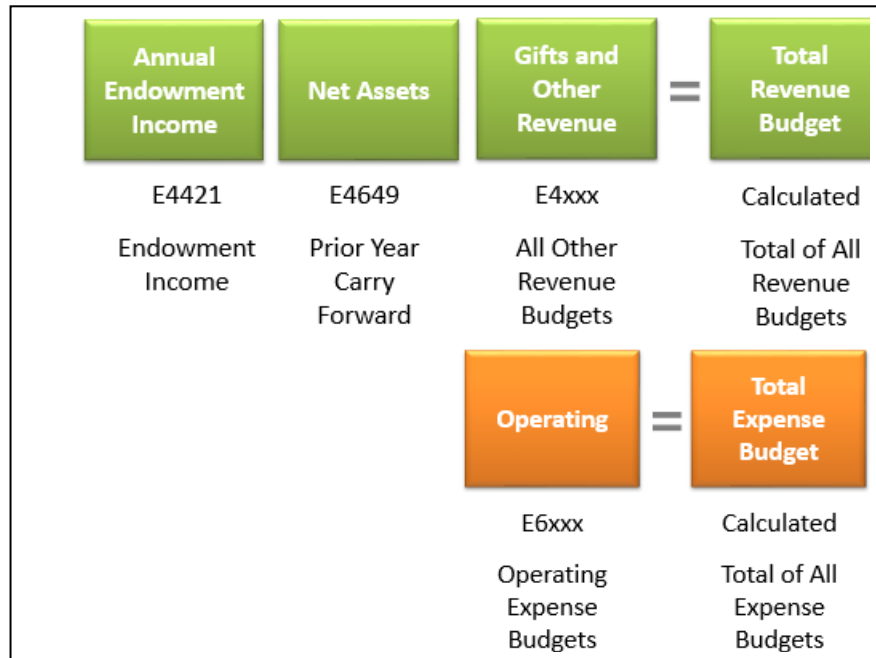 Annual
Endowment
Income
Net Assets
Gifts and
Other
Revenue
=
Total
Revenue
Budget
E4421
Endowment
Income
E4649
Prior Year
Carry
Forward
E4xxx
All Other
Revenue
Budgets
Calculated
Total of All
Revenue
Budgets
Operating
=
Total
Expense
Budget
E6xxx
Operating
Expense
Budgets
Calculated
Total of All
Expense
Budgets